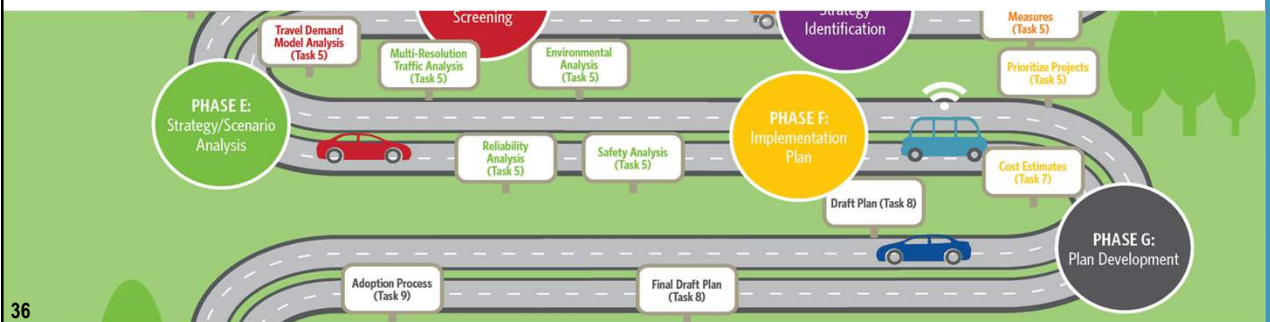 Screening
Strategy
Identification
Measures
(Task 5)
Travel Demand
Model Analysis
(Task 5)
Multi-Resolution
Traffic Analysis
(Task 5)
Environmental
Analysis
(Task 5)
Prioritize Projects
(Task 5)
PHASE E:
Strategy/Scenario
Analysis
PHASE F:
Implementation
Plan
Reliability
Analysis
(Task 5)
Safety Analysis
(Task 5)
Cost Estimates
(Task 7)
Draft Plan (Task 8)
PHASE G:
Plan Development
Adoption Process
(Task 9)
Final Draft Plan
(Task 8)
36